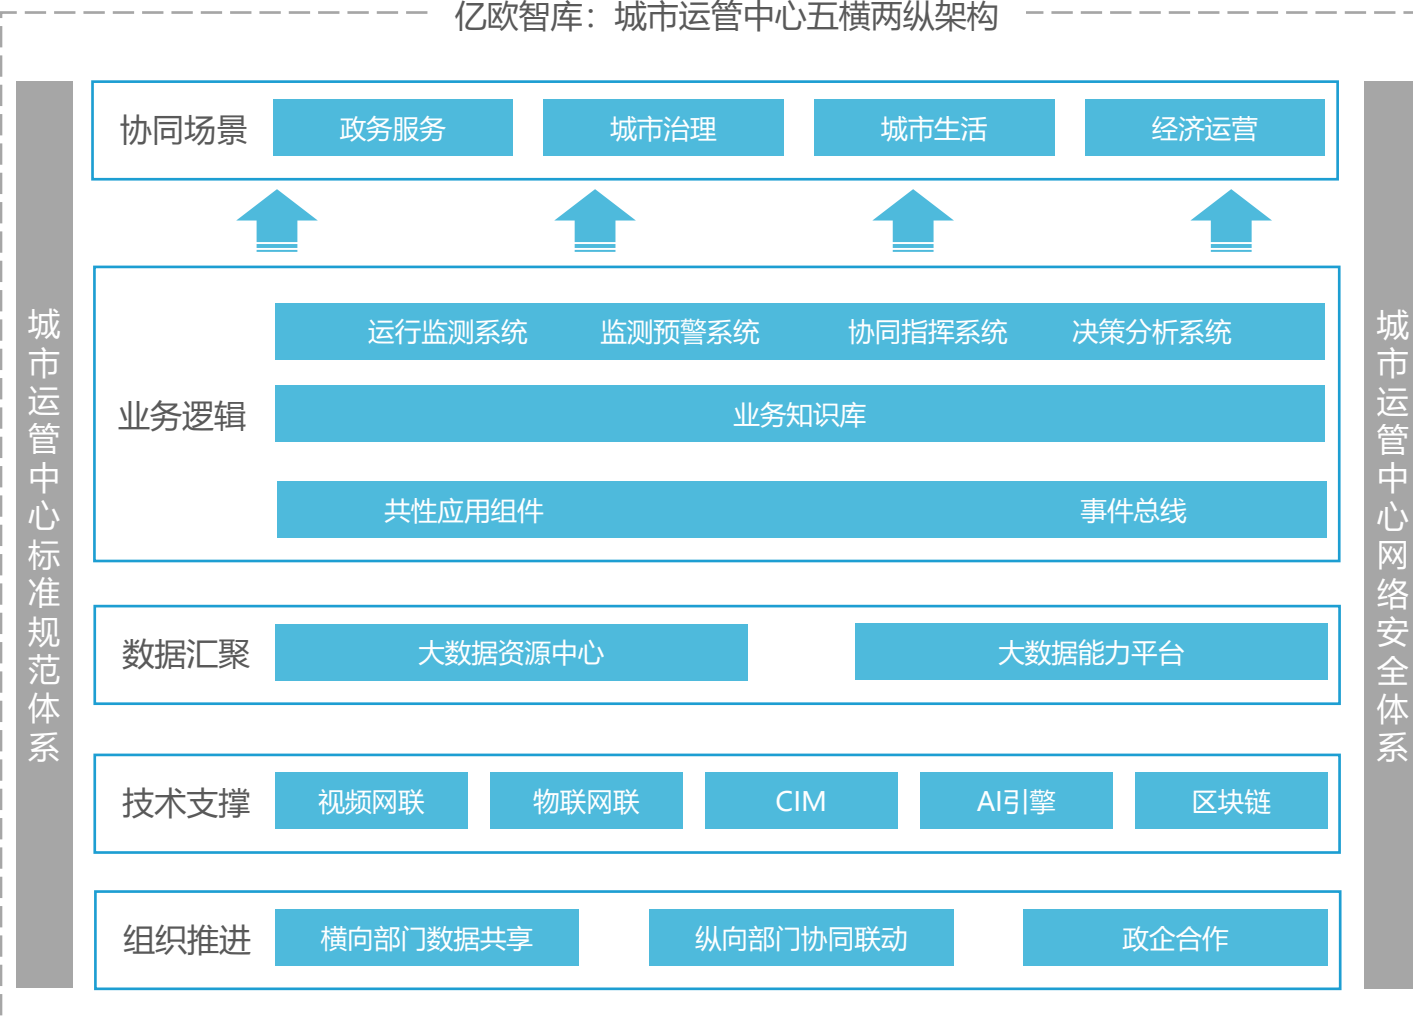 亿欧智库：城市运管中心五横两纵架构
城市运管中心标准规范体系
协同场景
政务服务
城市治理
城市生活
经济运营
业务逻辑
运行监测系统
监测预警系统
协同指挥系统
决策分析系统
业务知识库
共性应用组件
事件总线
数据汇聚
大数据资源中心
大数据能力平台
技术支撑
视频网联
物联网联
CIM
AI引擎
区块链
组织推进
横向部门数据共享
纵向部门协同联动
政企合作
城市运管中心网络安全体系